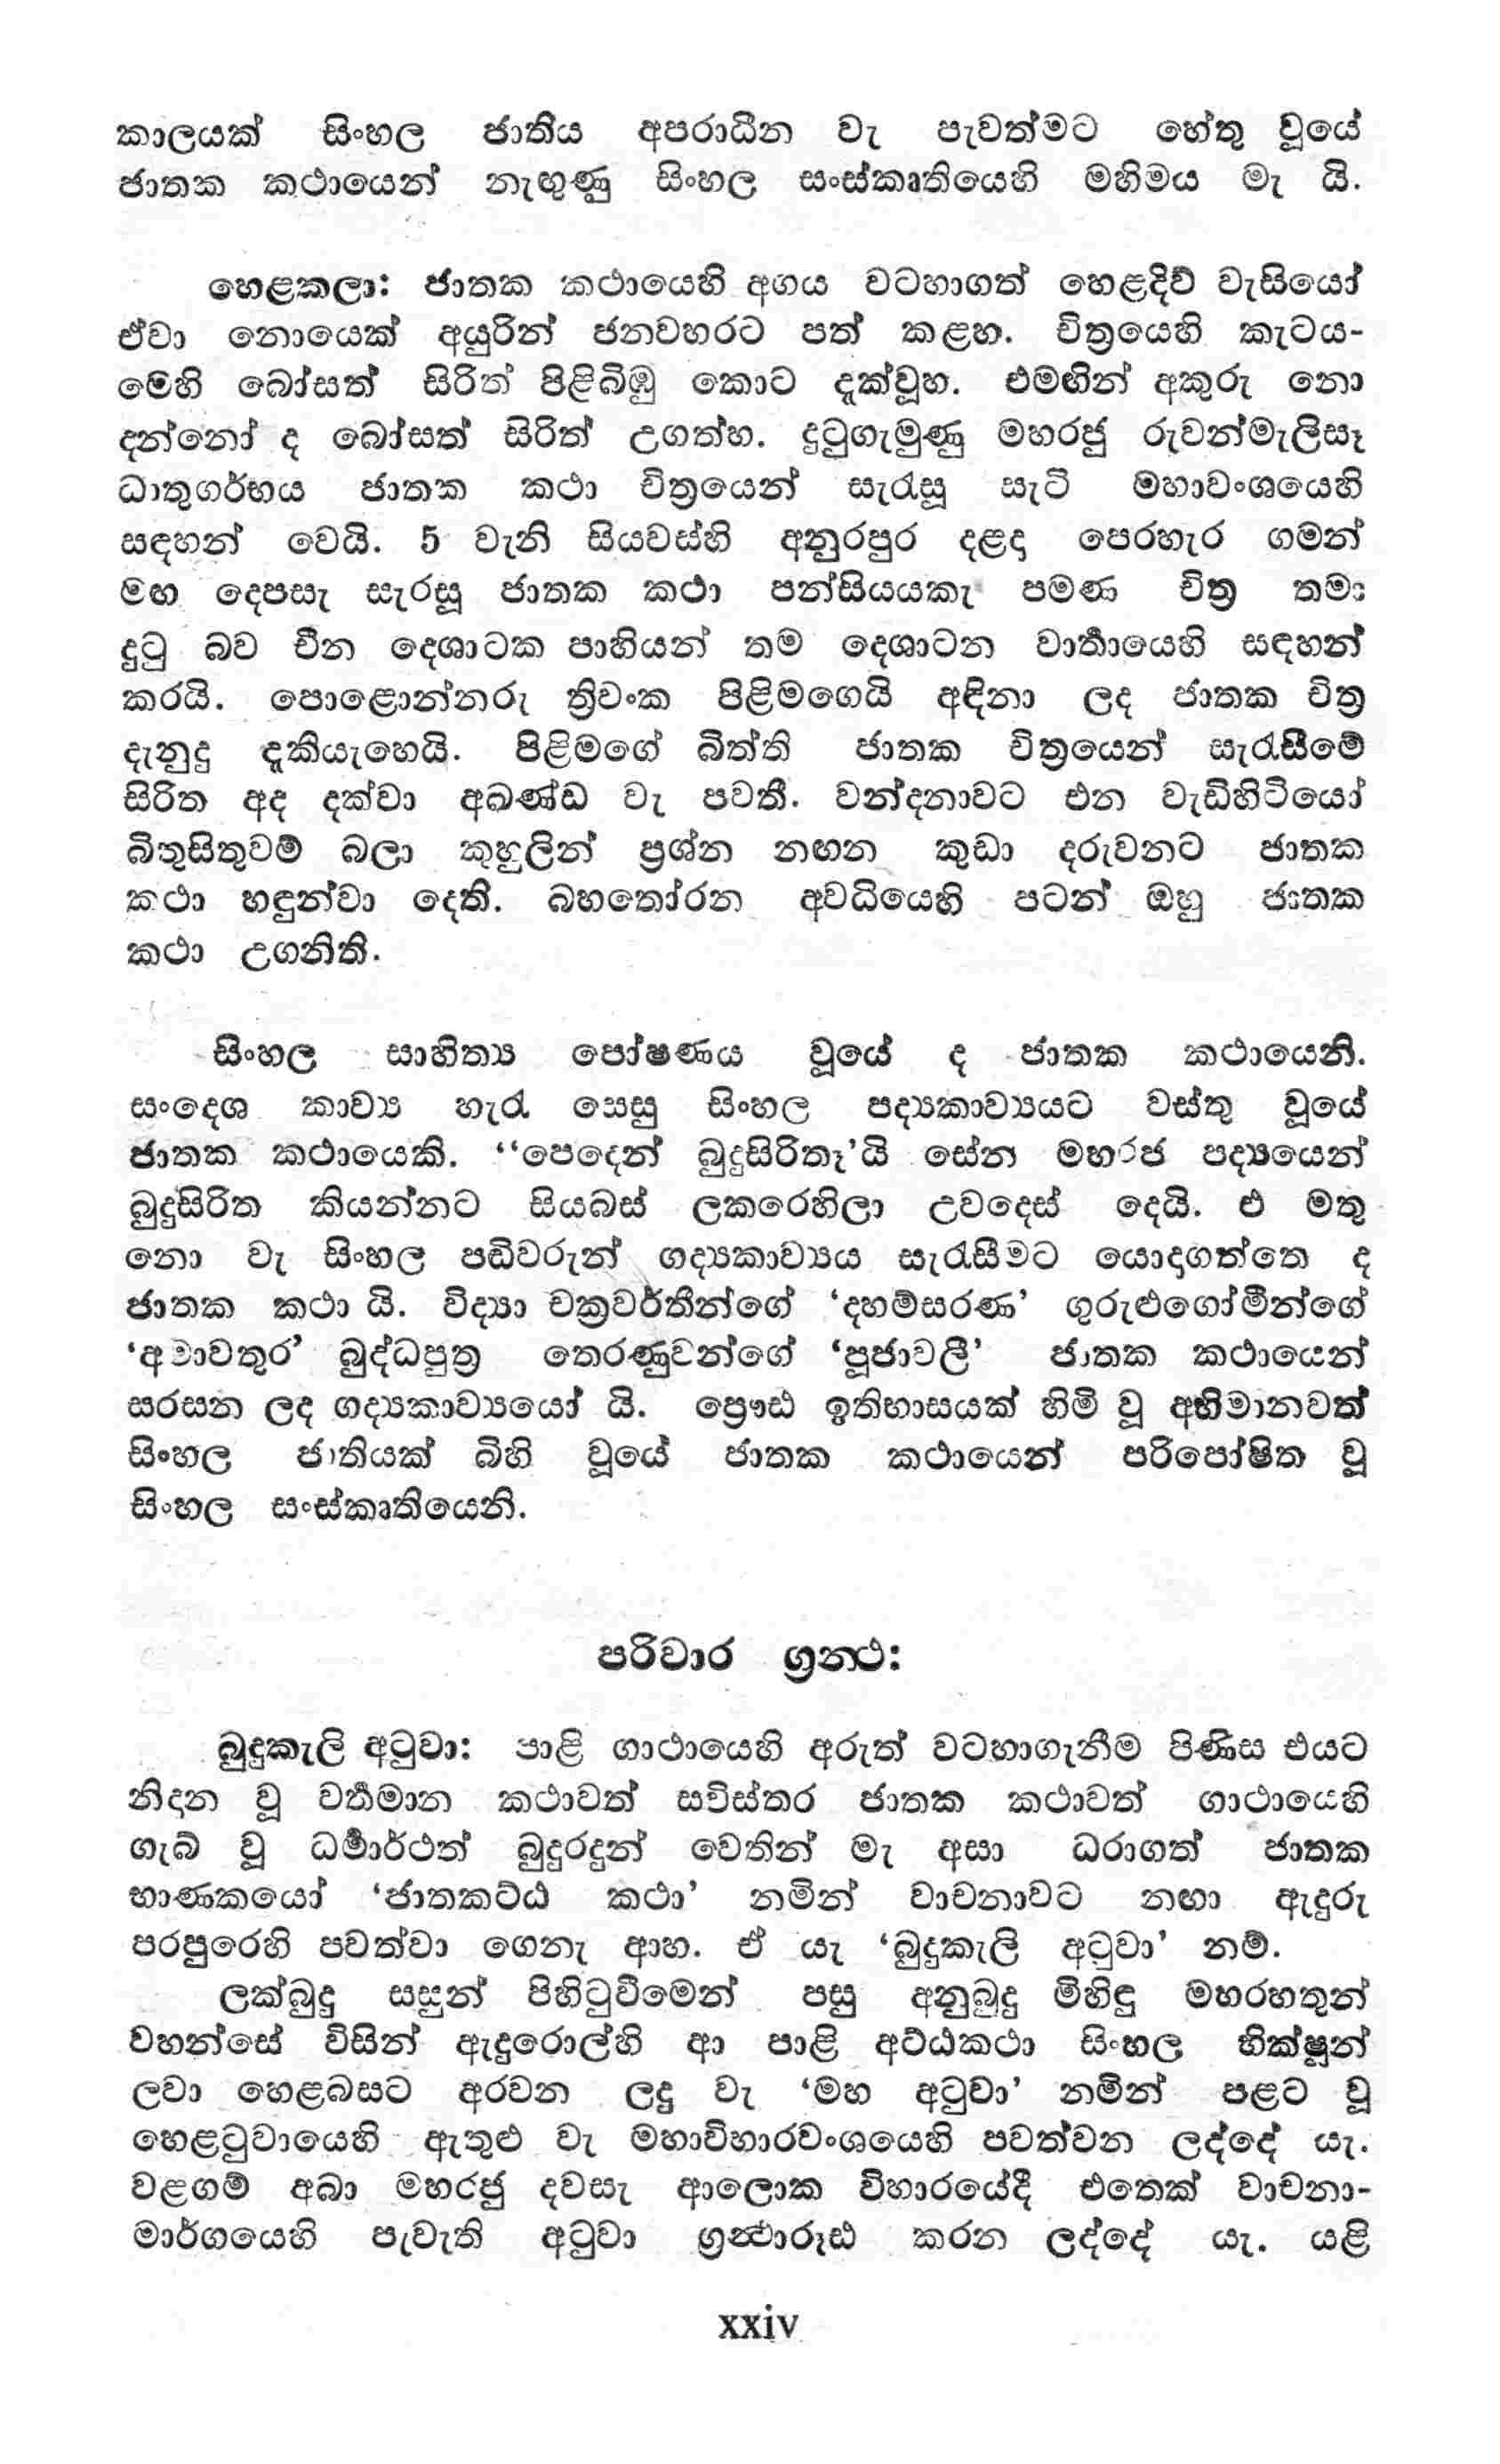 කාලයක් සිංහල ජාතිය අපරාධීන වැ පැවත්මට හේතු වූයේ
ජාතක කථායෙන් නැඟුණු සිංහල සංස්කෘතියෙහි මහිමය මැ යි.
හෙළකලා: ජාතක කථායෙහි අගය වටහාගත් හෙළදිව් වැසියෝ
ඒවා නොයෙක් අයුරින් ජනවහරට පත් කළහ. චිත්‍රයෙහි කැටය-
මෙහි බෝසත් සිරිත් පිළිබිඹු කොට දැක්වූහ. එමඟින් අකුරු නො
දන්නෝ ද බෝසත් සිරිත් උගත්හ. දුටුගැමුණු මහරජු රුවන්මැලිසෑ
ධාතුගර්භය ජාතක කථා චිත්‍රයෙන් සැරැසූ සැටි මහාවංශයෙහි
සඳහන් වෙයි. 5 වැනි සියවස්හි අනුරපුර දළදා පෙරහැර ගමන්
මඟ දෙපසැ සැරසූ ජාතක කථා පන්සියයකැ පමණ චිත්‍ර තමා
දුටු බව චීන දෙශාටක පාහියන් තම දෙශාටන වාර්තායෙහි සඳහන්
කරයි. පොළොන්නරු ත්‍රිවංක පිළිමගෙයි අඳිනා ලද ජාතක චිත්‍ර
දැනුදු දැකියැහෙයි. පිළිමගේ බිත්ති ජාතක චිත්‍රයෙන් සැරැසීමේ
සිරිත අද දක්වා අඛණ්ඩ වැ පවතී. වන්දනාවට එන වැඩිහිටියෝ
බිතුසිතුවම් බලා කුහුලින් ප්‍රශ්න නඟන කුඩා දරුවනට ජාතක
කථා හඳුන්වා දෙති. බහතෝරන අවධියෙහි පටන් ඔහු ජාතක
කථා උගනිති.
සිංහල සාහිත්‍ය පෝෂණය වූයේ ද ජාතක කථායෙනි.
සංදෙශ කාව්‍ය හැරැ සෙසු සිංහල පද්‍යකාව්‍යයට වස්තු වූයේ
ජාතක කථායෙකි. “පෙදෙන් බුදුසිරිතැ’යි සේන මහරජ පද්‍යයෙන්
බුදුසිරිත කියන්නට සියබස් ලකරෙහිලා උවදෙස් දෙයි. එ මතු
නො වැ සිංහල පඬිවරුන් ගද්‍යකාව්‍යය සැරැසීමට යොදාගත්තෙ ද
ජාතක කථා යි. විද්‍යා චක්‍රවර්තීන්ගේ ‘දහම්සරණ’ ගුරුළුගෝමීන්ගේ
‘අමාවතුර’ බුද්ධපුත්‍ර තෙරණුවන්ගේ ‘පූජාවලී’ ජාතක කථායෙන්
සරසන ලද ගද්‍යකාව්‍යයෝ යි. ප්‍රෞඪ ඉතිහාසයක් හිමි වූ අභිමානවත්
සිංහල ජාතියක් බිහි වූයේ ජාතක කථායෙන් පරිපෝෂිත වූ
සිංහල සංස්කෘතියෙනි.
පරිවාර ග්‍රන්‍ථ:
බුදුකැලි අටුවා: පාළි ගාථායෙහි අරුත් වටහාගැනීම පිණිස එයට
නිදාන වූ වර්තමාන කථාවත් සවිස්තර ජාතක කථාවත් ගාථායෙහි
ගැබ් වූ ධර්මාර්ථත් බුදුරදුන් වෙතින් මැ අසා ධරාගත් ජාතක
භාණකයෝ ‘ජාතකට්ඨ කථා’ නමින් වාචනාවට නඟා ඇදුරු
පරපුරෙහි පවත්වා ගෙනැ ආහ. ඒ යැ ‘බුදුකැලි අටුවා’ නම්.
ලක්බුදු සසුන් පිහිටුවීමෙන් පසු අනුබුදු මිහිඳු මහරහතුන්
වහන්සේ විසින් ඇදුරොල්හි ආ පාළි අට්ඨකථා සිංහල භික්ෂූන්
ලවා හෙළබසට අරවන ලදු වැ ‘මහ අටුවා’ නමින් පළට වූ
හෙළටුවායෙහි ඇතුළු වැ මහාවිහාරවංශයෙහි පවත්වන ලද්දේ යැ.
වළගම් අබා මහරජු දවසැ ආලොක විහාරයේදී එතෙක් වාචනා-
මාර්ගයෙහි පැවැති අටුවා ග්‍රන්‍ථාරූඪ කරන ලද්දේ යැ. යළි
xxiv